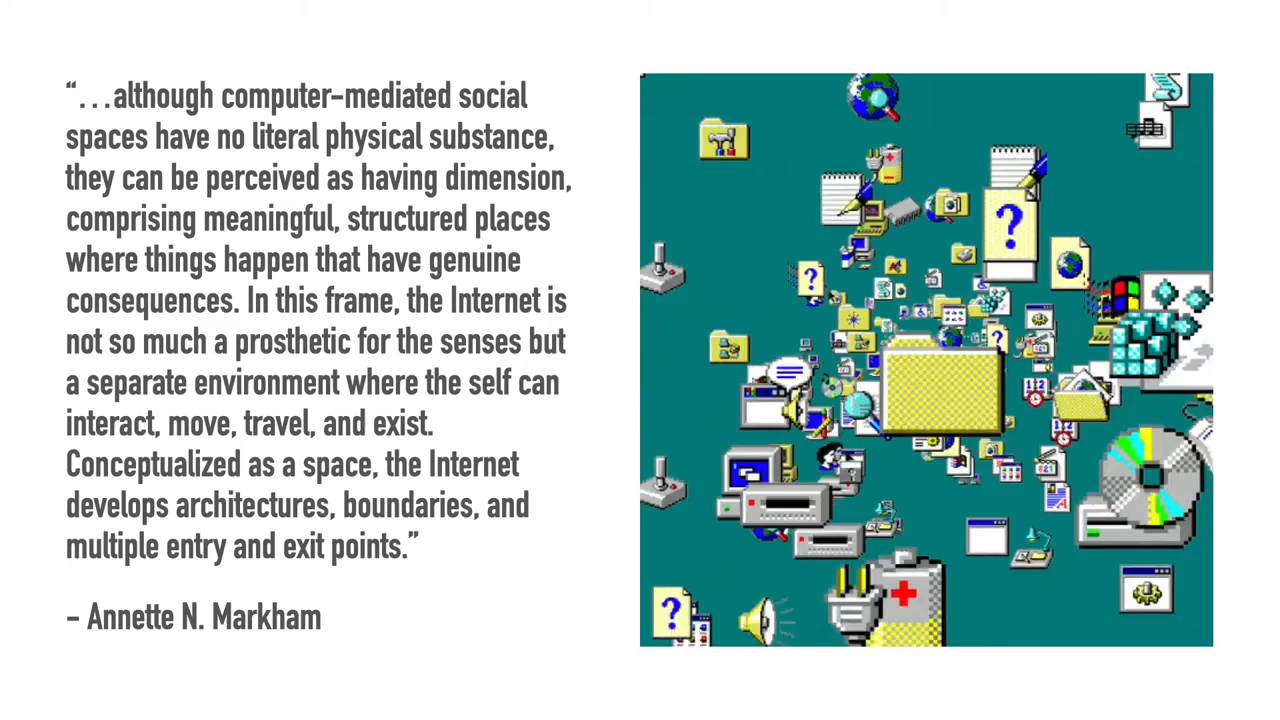 “…although computer-mediated social
spaces have no literal physical substance,
they can be perceived as having dimension,
comprising meaningful, structured places
where things happen that have genuine
consequences. In this frame, the Internet is
not so much a prosthetic for the senses but
a separate environment where the self can
interact, move, travel, and exist.
Conceptualized as a space, the Internet
develops architectures, boundaries, and
multiple entry and exit points.”
- Annette N. Markham